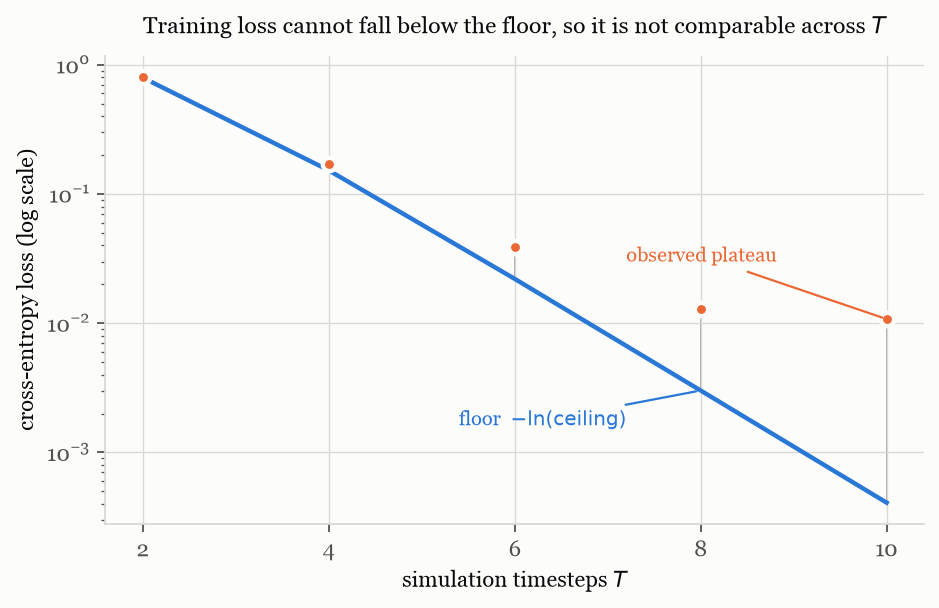 Training loss cannot fall below the floor, so it is not comparable across T
cross-entropy loss (log scale)
10⁰
10⁻¹
10⁻²
10⁻³
observed plateau
floor −ln(ceiling)
2 4 6 8 10
simulation timesteps T